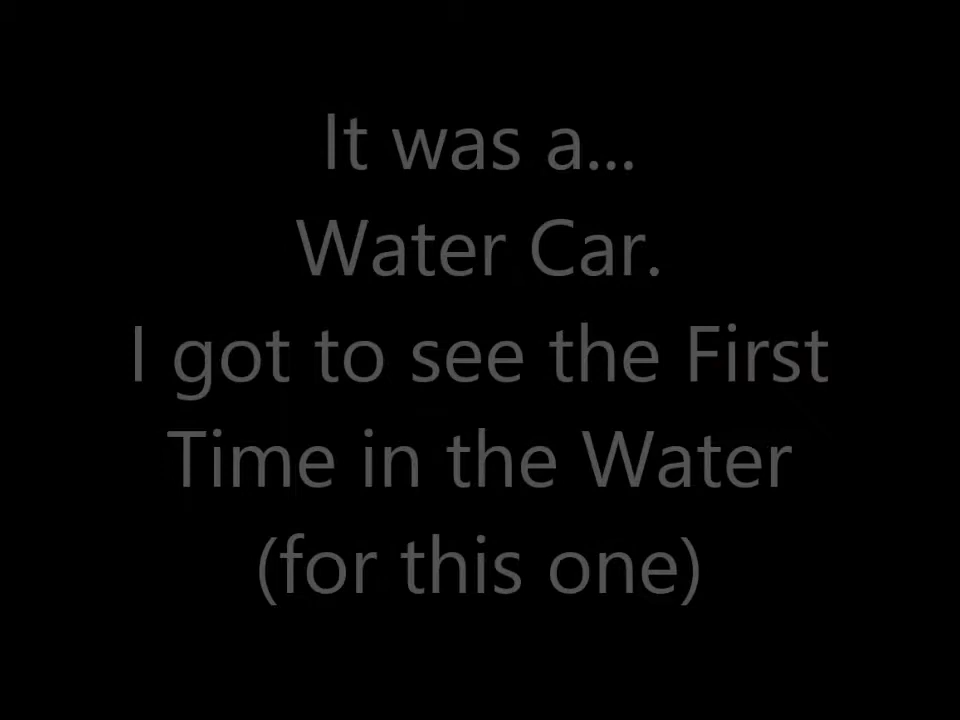 It was a...
Water Car.
I got to see the First
Time in the Water
(for this one)